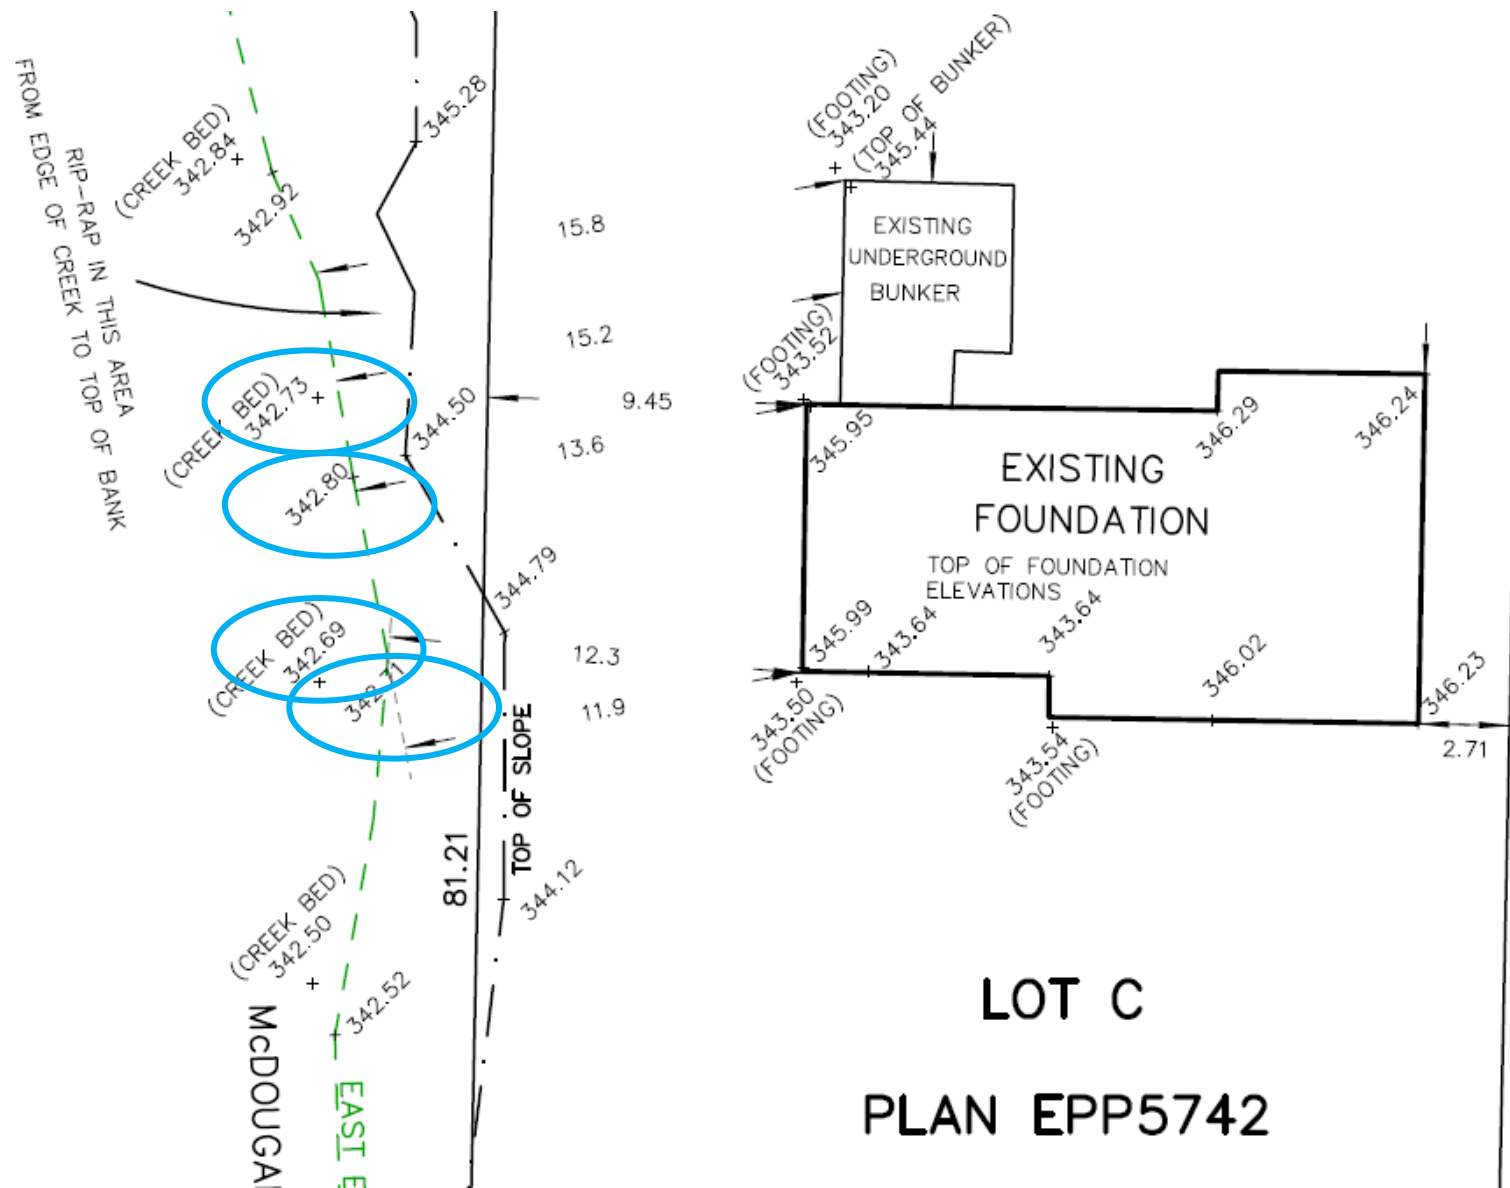 FROM EDGE OF CREEK TO TOP OF BANK
RIP-RAP IN THIS AREA
(CREEK BED)
342.84
342.92
345.28
(CREEK BED)
342.73
344.50
342.80
344.79
(CREEK BED)
342.69
342.71
TOP OF SLOPE
81.21
344.12
(CREEK BED)
342.50
342.52
McDOUGA
EAST
15.8
15.2
9.45
13.6
12.3
11.9
(FOOTING)
343.20
(TOP OF BUNKER)
345.44
EXISTING
UNDERGROUND
BUNKER
(FOOTING)
343.52
345.95
346.29
346.24
EXISTING
FOUNDATION
TOP OF FOUNDATION
ELEVATIONS
345.99
343.64
343.64
346.02
346.23
343.50
(FOOTING)
343.54
(FOOTING)
2.71
LOT C
PLAN EPP5742